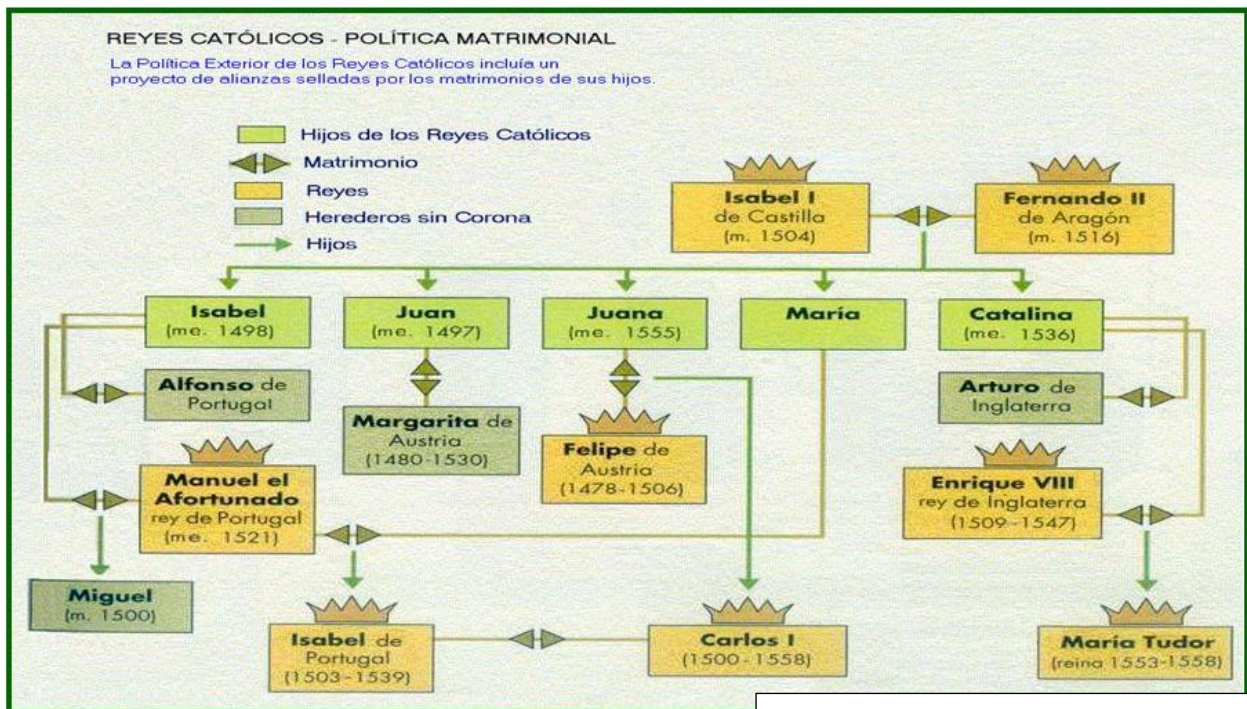 REYES CATÓLICOS - POLÍTICA MATRIMONIAL
La Política Exterior de los Reyes Católicos incluía un
proyecto de alianzas selladas por los matrimonios de sus hijos.
Hijos de los Reyes Católicos
Matrimonio
Reyes
Herederos sin Corona
Hijos
Isabel I
de Castilla
(m. 1504)
Fernando II
de Aragón
(m. 1516)
Isabel
(me. 1498)
Juan
(me. 1497)
Juana
(me. 1555)
María
Catalina
(me. 1536)
Alfonso de
Portugal
Margarita de
Austria
(1480-1530)
Felipe de
Austria
(1478-1506)
Arturo de
Inglaterra
Manuel el
Afortunado
rey de Portugal
(me. 1521)
Enrique VIII
rey de Inglaterra
(1509-1547)
Miguel
(m. 1500)
Isabel de
Portugal
(1503-1539)
Carlos I
(1500-1558)
María Tudor
(reina 1553-1558)